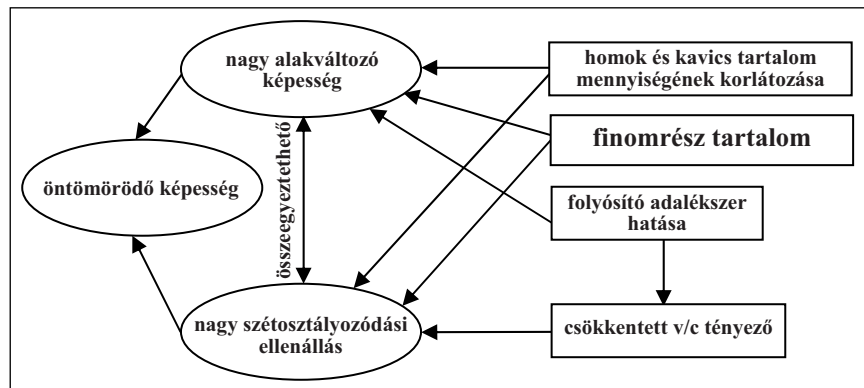 nagy alakváltozó
képesség
homok és kavics tartalom
mennyiségének korlátozása
finomrész tartalom
összeegyeztethető
öntömörödő képesség
folyósító adalékszer
hatása
nagy szétosztályozódási
ellenállás
csökkentett v/c tényező